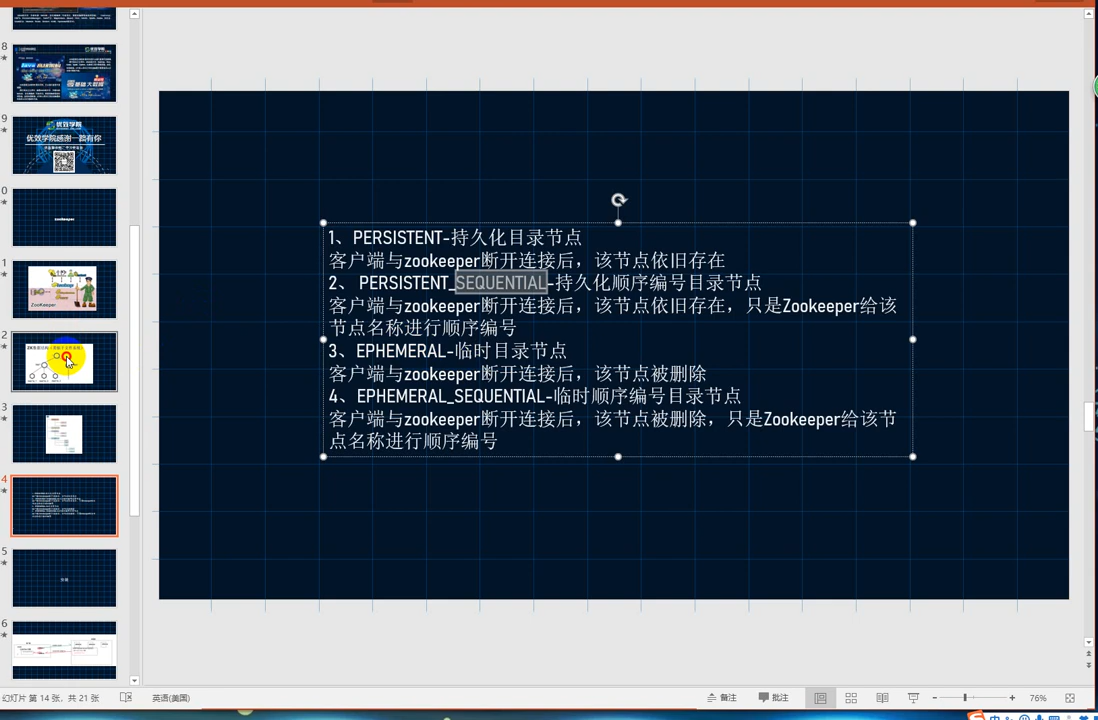 8
9
优效学院
优效学院感谢一路有你
0
zookeeper
1
ZooKeeper
2
3
4
5
6
1、PERSISTENT-持久化目录节点
客户端与zookeeper断开连接后，该节点依旧存在
2、 PERSISTENT_SEQUENTIAL-持久化顺序编号目录节点
客户端与zookeeper断开连接后，该节点依旧存在，只是Zookeeper给该
节点名称进行顺序编号
3、EPHEMERAL-临时目录节点
客户端与zookeeper断开连接后，该节点被删除
4、EPHEMERAL_SEQUENTIAL-临时顺序编号目录节点
客户端与zookeeper断开连接后，该节点被删除，只是Zookeeper给该节
点名称进行顺序编号
幻灯片 第 14 张，共 21 张
英语(美国)
备注
批注
76%
中